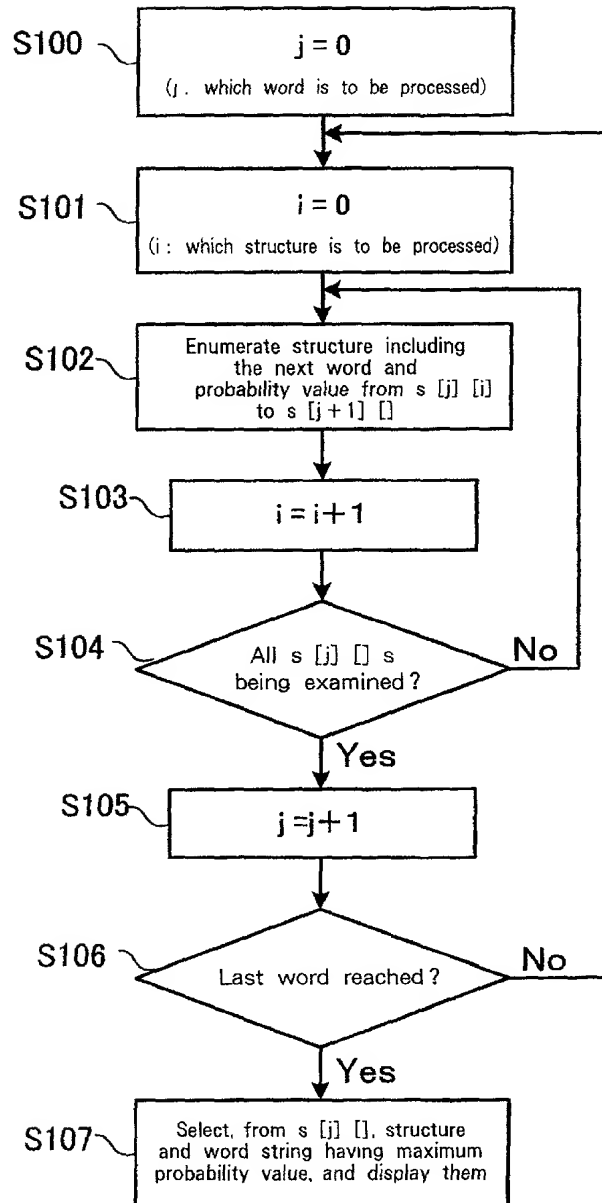 S100
j = 0
(j . which word is to be processed)
S101
i = 0
(i : which structure is to be processed)
S102
Enumerate structure including
the next word and
probability value from s [j] [i]
to s [j + 1] []
S103
i = i + 1
S104
All s [j] [] s
being examined ?
No
Yes
S105
j = j + 1
S106
Last word reached ?
No
Yes
S107
Select, from s [j] [], structure
and word string having maximum
probability value, and display them